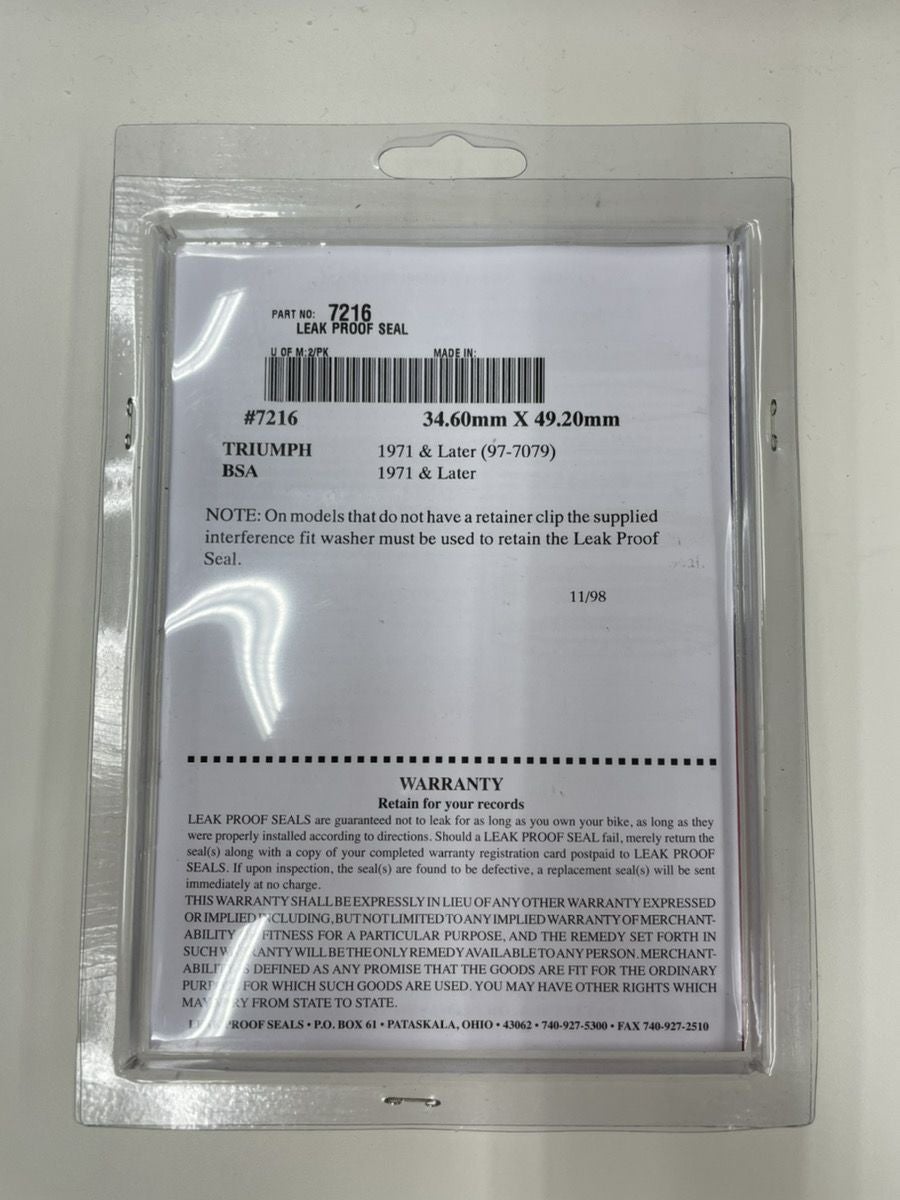 PART NO: 7216
LEAK PROOF SEAL
U OF M: 2/PK MADE IN:
#7216 34.60mm X 49.20mm
TRIUMPH 1971 & Later (97-7079)
BSA 1971 & Later
NOTE: On models that do not have a retainer clip the supplied
interference fit washer must be used to retain the Leak Proof
Seal.
11/98
WARRANTY
Retain for your records
LEAK PROOF SEALS are guaranteed not to leak for as long as you own your bike, as long as they
were properly installed according to directions. Should a LEAK PROOF SEAL fail, merely return the
seal(s) along with a copy of your completed warranty registration card postpaid to LEAK PROOF
SEALS. If upon inspection, the seal(s) are found to be defective, a replacement seal(s) will be sent
immediately at no charge.
THIS WARRANTY SHALL BE EXPRESSLY IN LIEU OF ANY OTHER WARRANTY EXPRESSED
OR IMPLIED INCLUDING, BUT NOT LIMITED TO ANY IMPLIED WARRANTY OF MERCHANT-
ABILITY FITNESS FOR A PARTICULAR PURPOSE, AND THE REMEDY SET FORTH IN
SUCH WARRANTY WILL BE THE ONLY REMEDY AVAILABLE TO ANY PERSON. MERCHANT-
ABILITY IS DEFINED AS ANY PROMISE THAT THE GOODS ARE FIT FOR THE ORDINARY
PURPOSE FOR WHICH SUCH GOODS ARE USED. YOU MAY HAVE OTHER RIGHTS WHICH
MAY VARY FROM STATE TO STATE.
LEAK PROOF SEALS • P.O. BOX 61 • PATASKALA, OHIO • 43062 • 740-927-5300 • FAX 740-927-2510